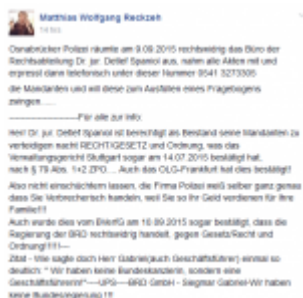 Matthias Wolfgang Reckzeh
14 Std.
Osnabrücker Polizei räumte am 9.09.2015 rechtswidrig das Büro der
Rechtsabteilung Dr. jur. Detlef Spaniol aus, nahm alle Akten mit und
erpresst dann telefonisch unter dieser Nummer 0541 3273305
die Mandanten und will diese zum Ausfüllen eines Fragebogens
zwingen......
-----------------------Für alle zur Info:
Herr Dr. jur. Detlef Spaniol ist berechtigt als Beistand seine Mandanten zu
verteidigen nacht RECHT/GESETZ und Ordnung, was das
Verwaltungsgericht Stuttgart sogar am 14.07.2015 bestätigt hat,
nach § 79 Abs. 1+2 ZPO.... Auch das OLG-Frankfurt hat dies bestätigt!
Also nicht einschüchtern lassen, die Firma Polizei weiß selber ganz genau
dass Sie Verbrecherisch handeln, weil Sie so ihr Geld verdienen für Ihre
Familie!!!
Auch wurde dies vom am 10.09.2015 sogar bestätigt, dass die
Regierung der BRD rechtswidrig handelt, gegen Gesetz/Recht und
Ordnung!!!!!---
Zitat - Wie sagte doch Herr Gabriel(auch Geschäftsführer) einmal so
deutlich: " Wir haben keine Bundeskanzlerin, sondern eine
Geschäftsführerin!"-----UPS----BRD GmbH - Siegmar Gabriel-Wir haben
keine Bundesregierung !!!